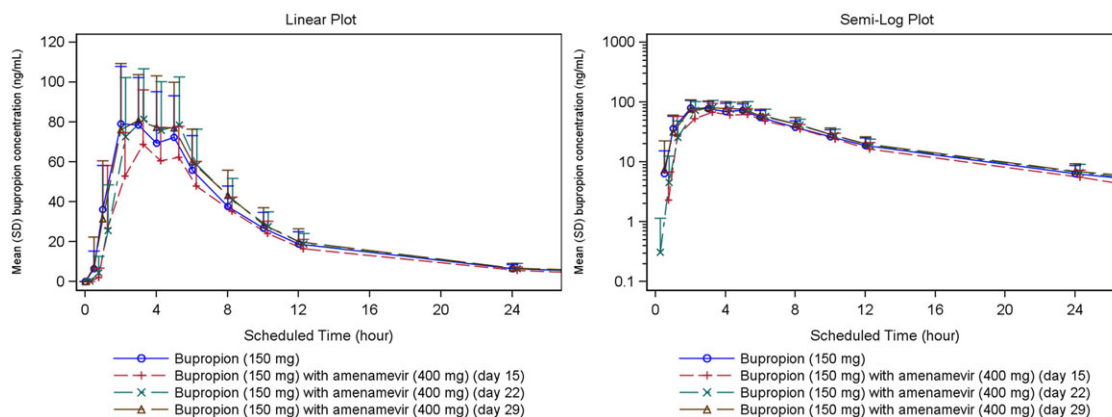 Linear Plot
Mean (SD) bupropion concentration (ng/mL)
120
100
80
60
40
20
0
0 4 8 12 16 20 24
Scheduled Time (hour)
Bupropion (150 mg)
Bupropion (150 mg) with amenamevir (400 mg) (day 15)
Bupropion (150 mg) with amenamevir (400 mg) (day 22)
Bupropion (150 mg) with amenamevir (400 mg) (day 29)
Semi-Log Plot
Mean (SD) bupropion concentration (ng/mL)
1000
100
10
1
0.1
0 4 8 12 16 20 24
Scheduled Time (hour)
Bupropion (150 mg)
Bupropion (150 mg) with amenamevir (400 mg) (day 15)
Bupropion (150 mg) with amenamevir (400 mg) (day 22)
Bupropion (150 mg) with amenamevir (400 mg) (day 29)